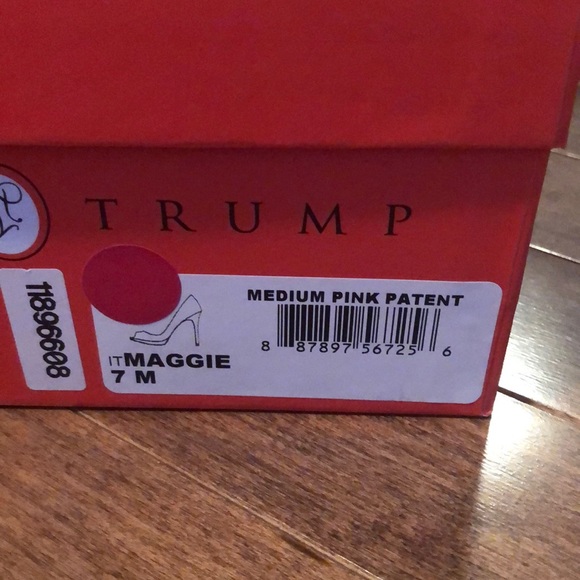 TRUMP
11896608
MEDIUM PINK PATENT
8 87897 56725 6
ITMAGGIE
7 M